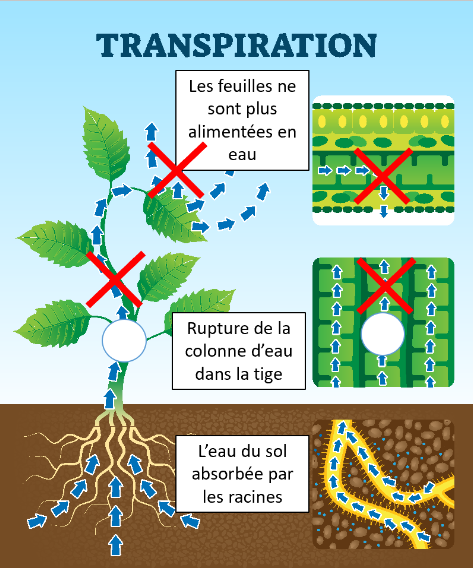 TRANSPIRATION
Les feuilles ne
sont plus
alimentées en
eau
Rupture de la
colonne d'eau
dans la tige
L'eau du sol
absorbée par
les racines